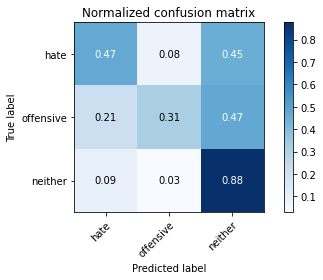 Normalized confusion matrix
True label
hate 0.47 0.08 0.45
offensive 0.21 0.31 0.47
neither 0.09 0.03 0.88
hate offensive neither
Predicted label
0.8
0.7
0.6
0.5
0.4
0.3
0.2
0.1